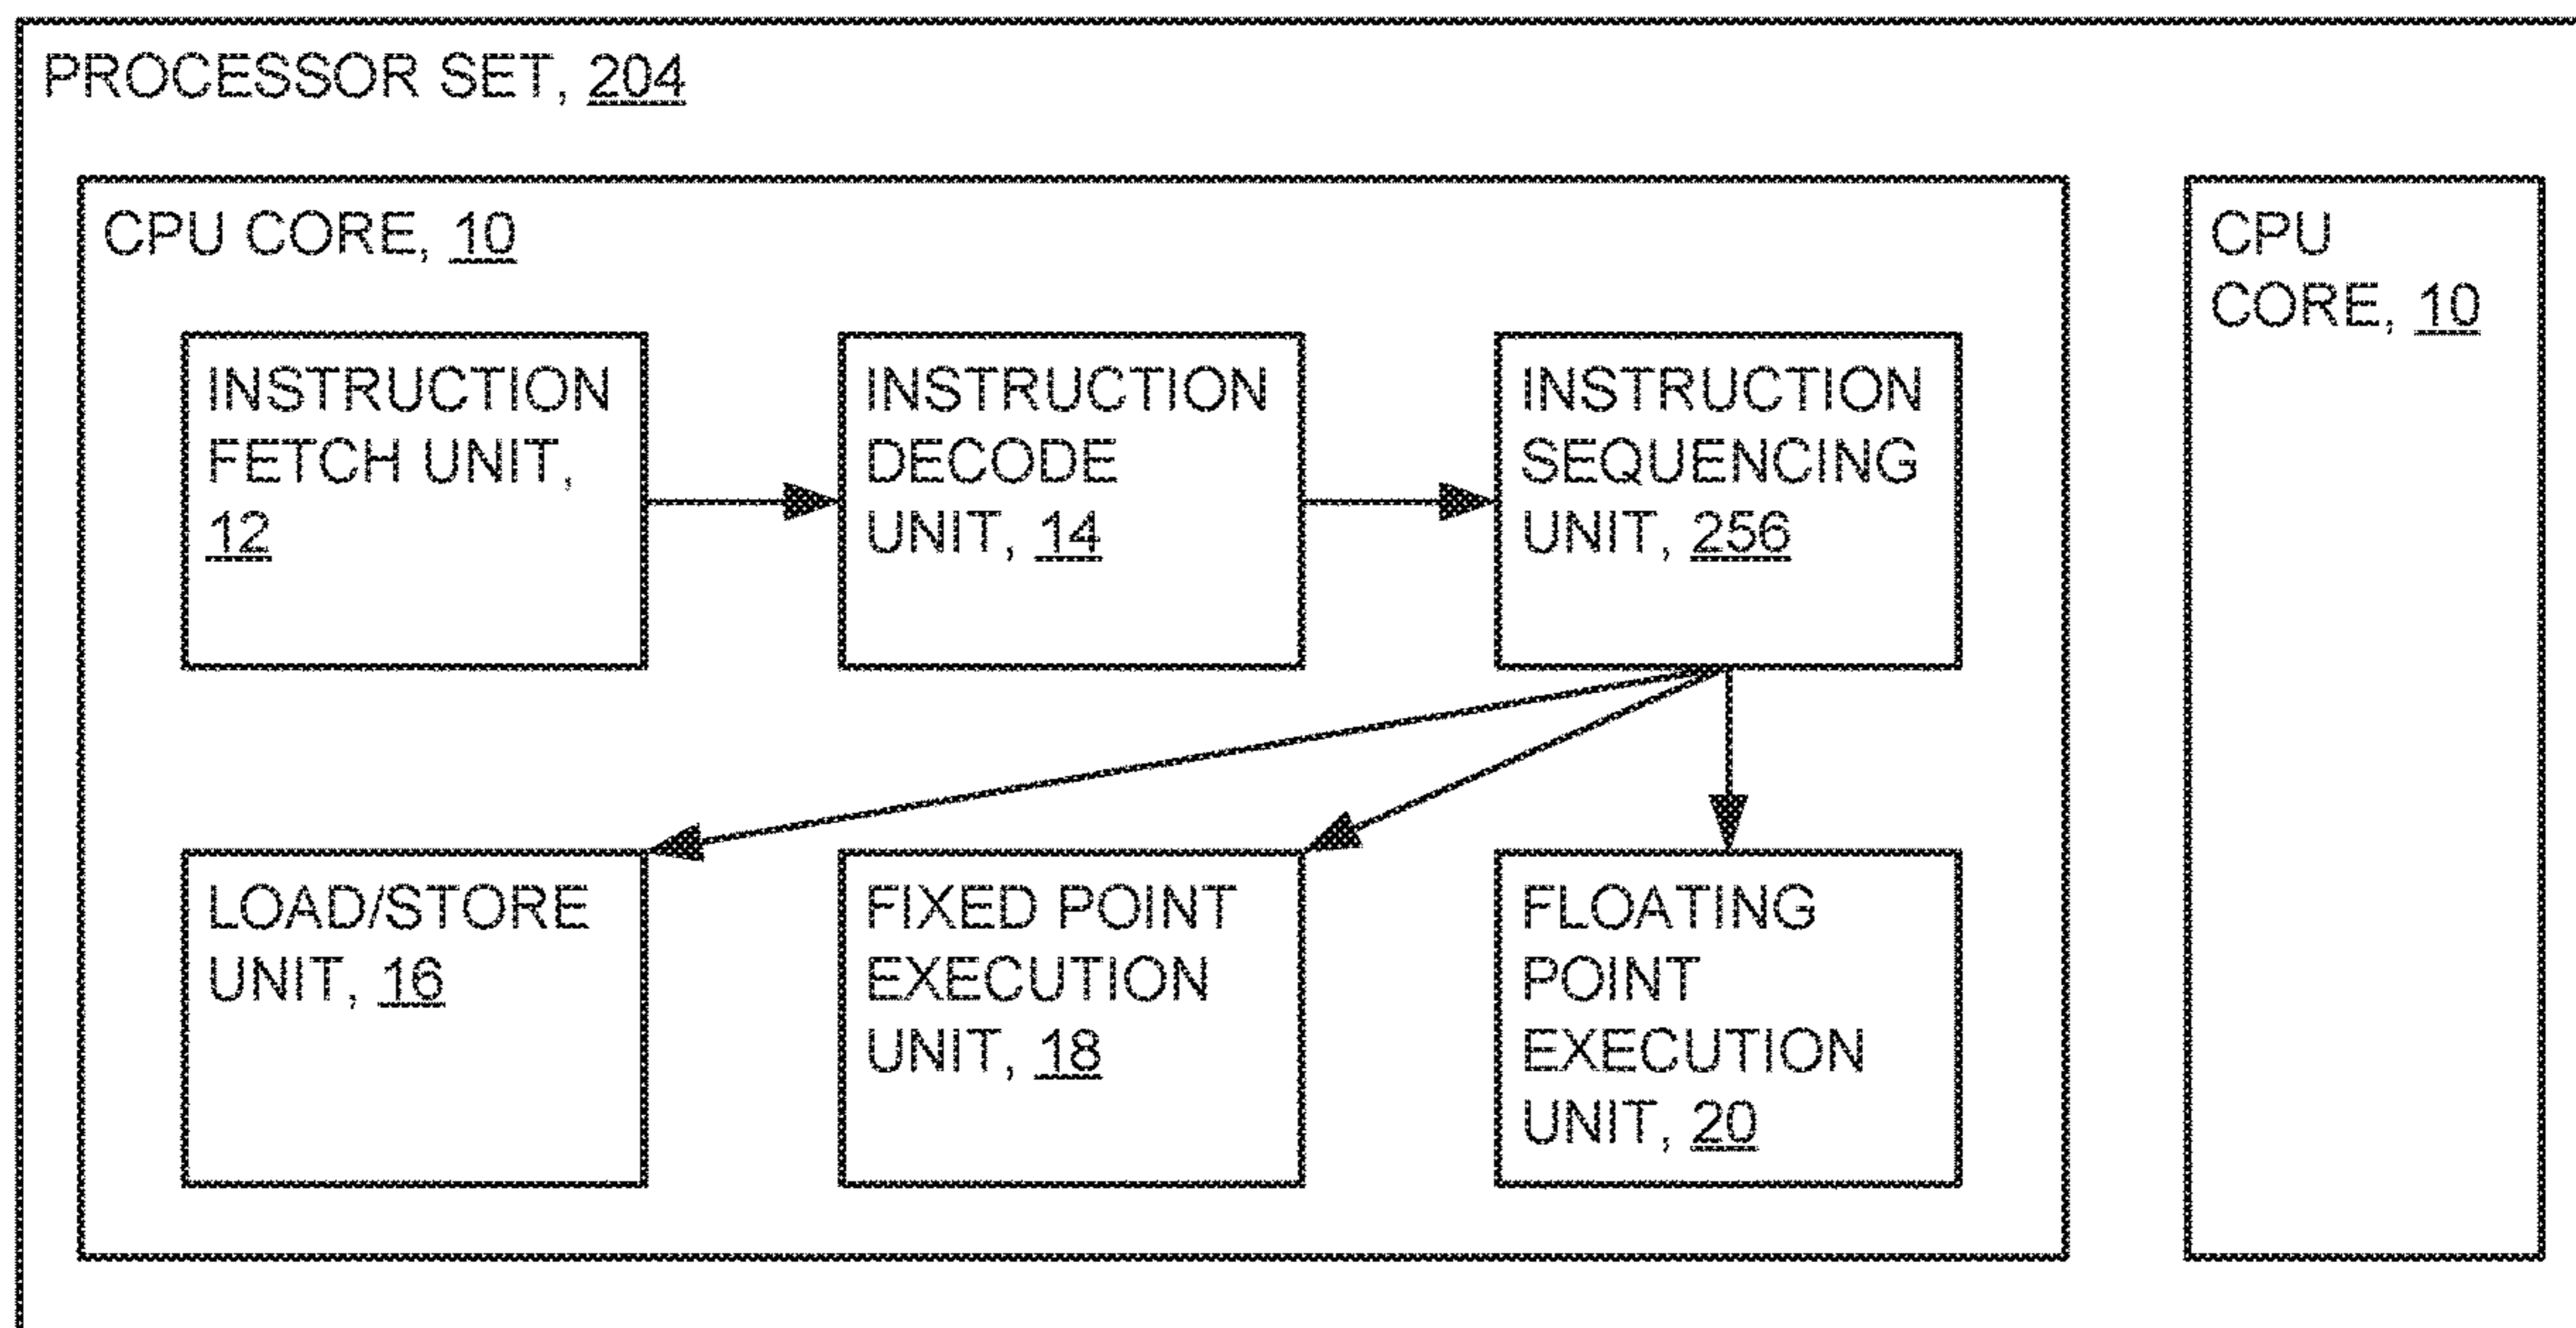 PROCESSOR SET, 204
CPU CORE, 10
INSTRUCTION
FETCH UNIT,
12
INSTRUCTION
DECODE
UNIT, 14
INSTRUCTION
SEQUENCING
UNIT, 256
LOAD/STORE
UNIT, 16
FIXED POINT
EXECUTION
UNIT, 18
FLOATING
POINT
EXECUTION
UNIT, 20
CPU
CORE, 10